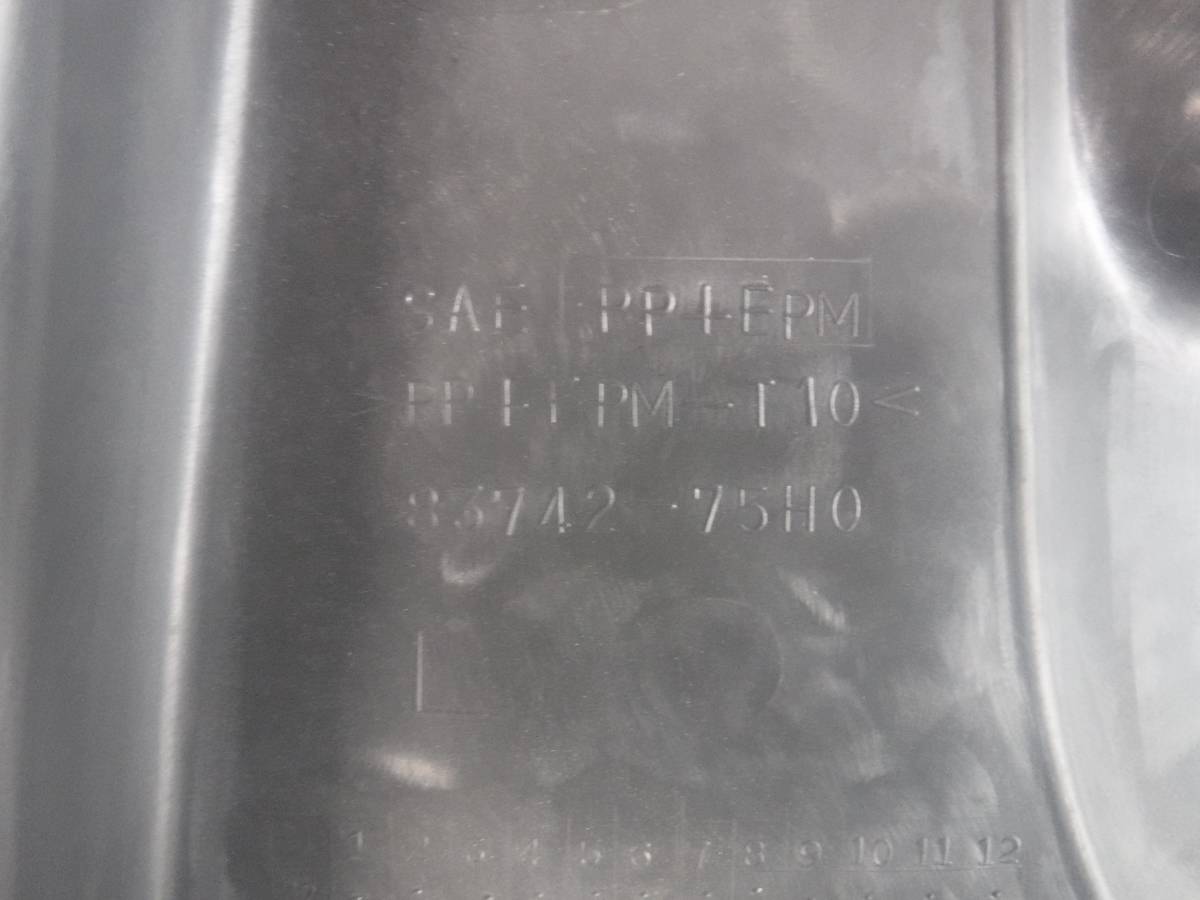 SAE PP+EPM
>PP+EPM-T10<
83742-75H0
L
1 2 3 4 5 6 7 8 9 10 11 12